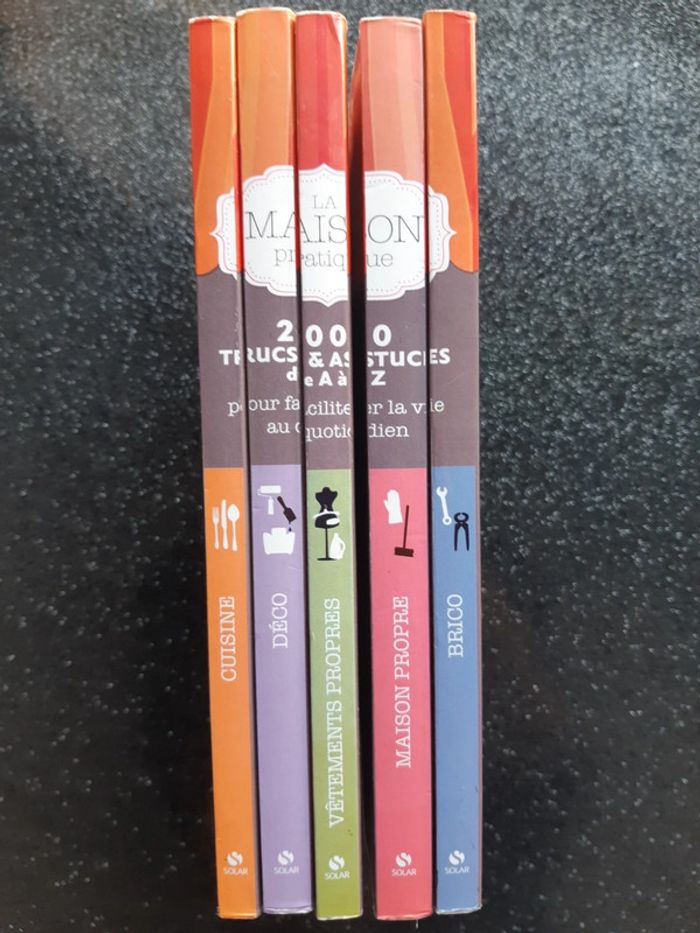 LA
MAISON
pratique
2000
TRUCS & ASTUCES
de A à Z
pour faciliter la vie
au quotidien
CUISINE
DÉCO
VÊTEMENTS PROPRES
MAISON PROPRE
BRICO
SOLAR
SOLAR
SOLAR
SOLAR
SOLAR